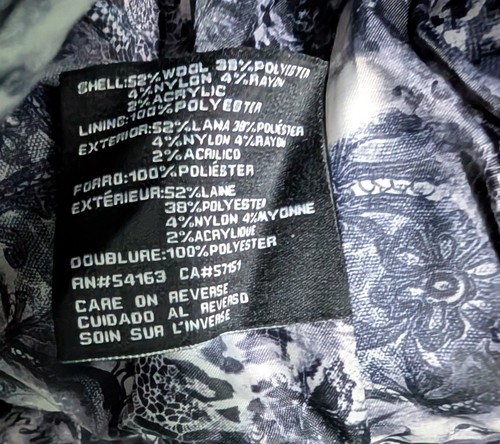 SHELL:52%WOOL 38%POLYESTER
4%NYLON 4%RAYON
2%ACRYLIC
LINING:100%POLYESTER
EXTERIOR:52%LANA 38%POLIÉSTER
4%NYLON 4%RAYON
2%ACRILICO
FORRO:100%POLIÉSTER
EXTÉRIEUR:52%LAINE
38%POLYESTER
4%NYLON 4%RAYONNE
2%ACRYLIQUE
DOUBLURE:100%POLYESTER
RN#54163 CA#57151
CARE ON REVERSE
CUIDADO AL REVERSO
SOIN SUR L'INVERSE